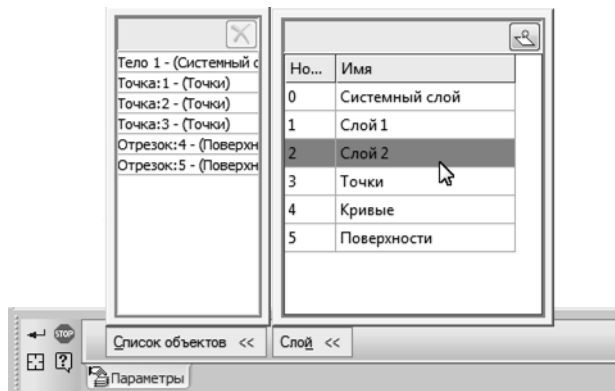 Тело 1 - (Системный с
Точка:1 - (Точки)
Точка:2 - (Точки)
Точка:3 - (Точки)
Отрезок:4 - (Поверхн
Отрезок:5 - (Поверхн
Но... Имя
0 Системный слой
1 Слой 1
2 Слой 2
3 Точки
4 Кривые
5 Поверхности
STOP
Список объектов << Слой <<
Параметры